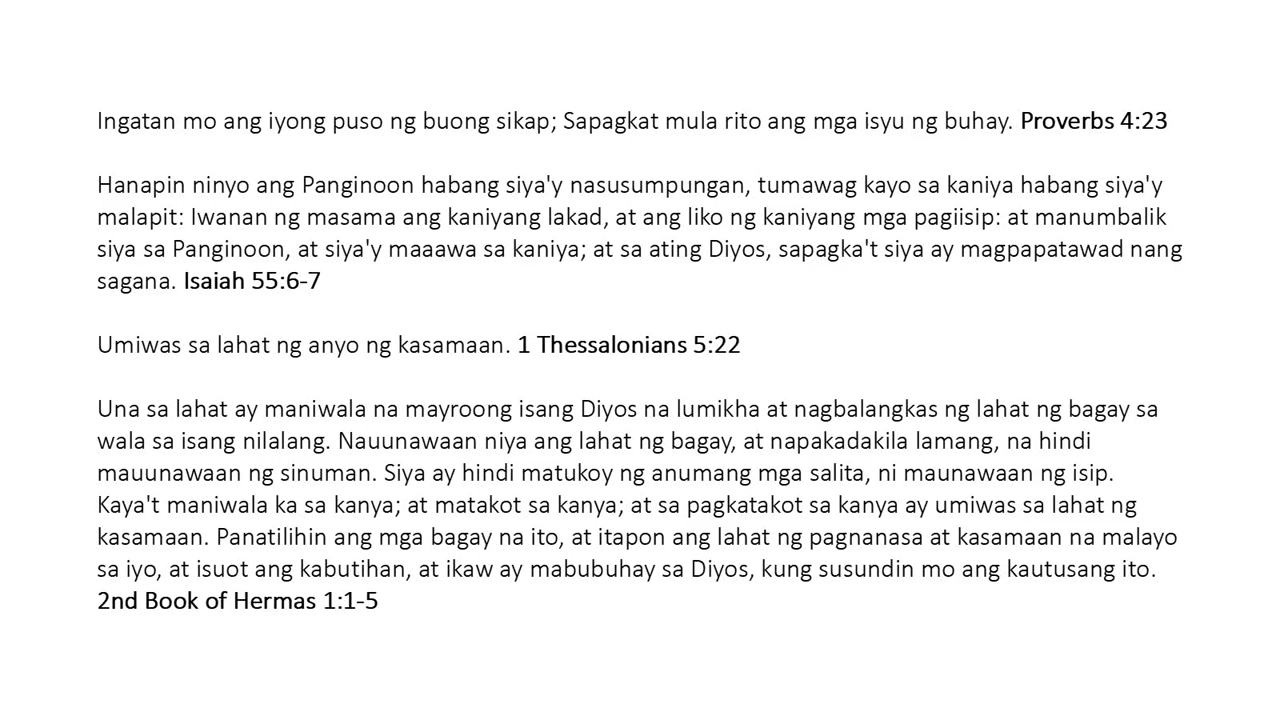 Ingatan mo ang iyong puso ng buong sikap; Sapagkat mula rito ang mga isyu ng buhay. Proverbs 4:23
Hanapin ninyo ang Panginoon habang siya'y nasusumpungan, tumawag kayo sa kaniya habang siya'y
malapit: Iwanan ng masama ang kaniyang lakad, at ang liko ng kaniyang mga pagiisip: at manumbalik
siya sa Panginoon, at siya'y maaawa sa kaniya; at sa ating Diyos, sapagka't siya ay magpapatawad nang
sagana. Isaiah 55:6-7
Umiwas sa lahat ng anyo ng kasamaan. 1 Thessalonians 5:22
Una sa lahat ay maniwala na mayroong isang Diyos na lumikha at nagbalangkas ng lahat ng bagay sa
wala sa isang nilalang. Nauunawaan niya ang lahat ng bagay, at napakadakila lamang, na hindi
mauunawaan ng sinuman. Siya ay hindi matukoy ng anumang mga salita, ni maunawaan ng isip.
Kaya't maniwala ka sa kanya; at matakot sa kanya; at sa pagkatakot sa kanya ay umiwas sa lahat ng
kasamaan. Panatilihin ang mga bagay na ito, at itapon ang lahat ng pagnanasa at kasamaan na malayo
sa iyo, at isuot ang kabutihan, at ikaw ay mabubuhay sa Diyos, kung susundin mo ang kautusang ito.
2nd Book of Hermas 1:1-5